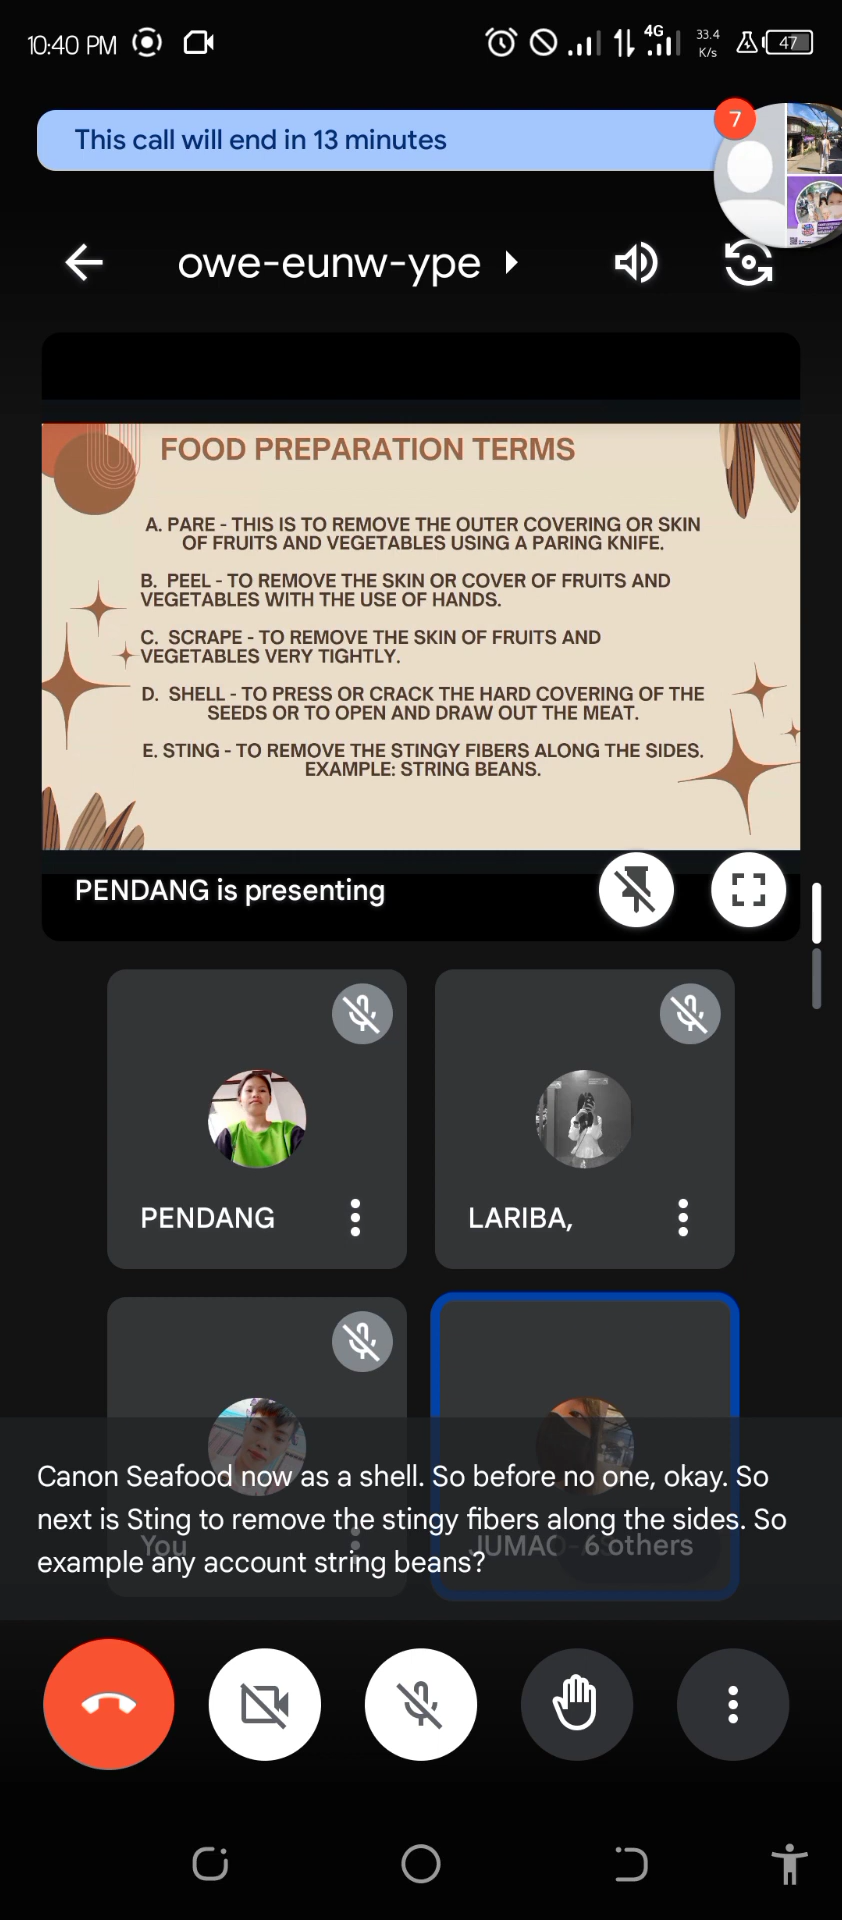 10:40 PM
4G
33.4
K/s
47
This call will end in 13 minutes
7
owe-eunw-ype
FOOD PREPARATION TERMS
A. PARE - THIS IS TO REMOVE THE OUTER COVERING OR SKIN
OF FRUITS AND VEGETABLES USING A PARING KNIFE.
B. PEEL - TO REMOVE THE SKIN OR COVER OF FRUITS AND
VEGETABLES WITH THE USE OF HANDS.
C. SCRAPE - TO REMOVE THE SKIN OF FRUITS AND
VEGETABLES VERY TIGHTLY.
D. SHELL - TO PRESS OR CRACK THE HARD COVERING OF THE
SEEDS OR TO OPEN AND DRAW OUT THE MEAT.
E. STING - TO REMOVE THE STINGY FIBERS ALONG THE SIDES.
EXAMPLE: STRING BEANS.
PENDANG is presenting
PENDANG
LARIBA,
Canon Seafood now as a shell. So before no one, okay. So
next is Sting to remove the stingy fibers along the sides. So
example any account string beans?
You
6 others